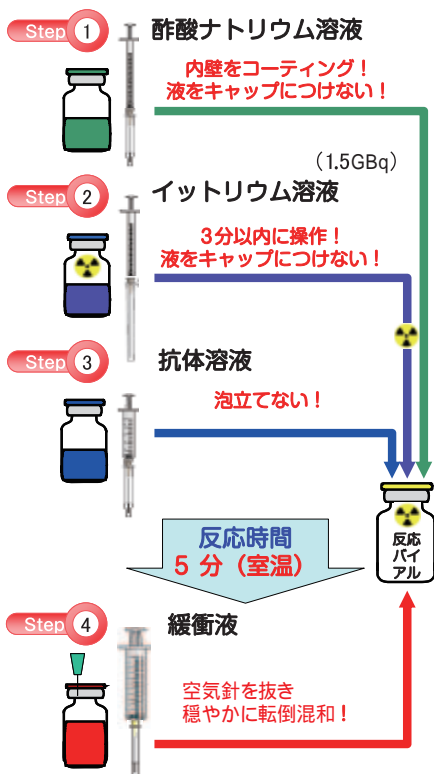 Step 1 酢酸ナトリウム溶液
内壁をコーティング！
液をキャップにつけない！
（1.5GBq）
Step 2 イットリウム溶液
３分以内に操作！
液をキャップにつけない！
Step 3 抗体溶液
泡立てない！
反応
バイ
アル
反応時間
５ 分（室温）
Step 4 緩衝液
空気針を抜き
穏やかに転倒混和！